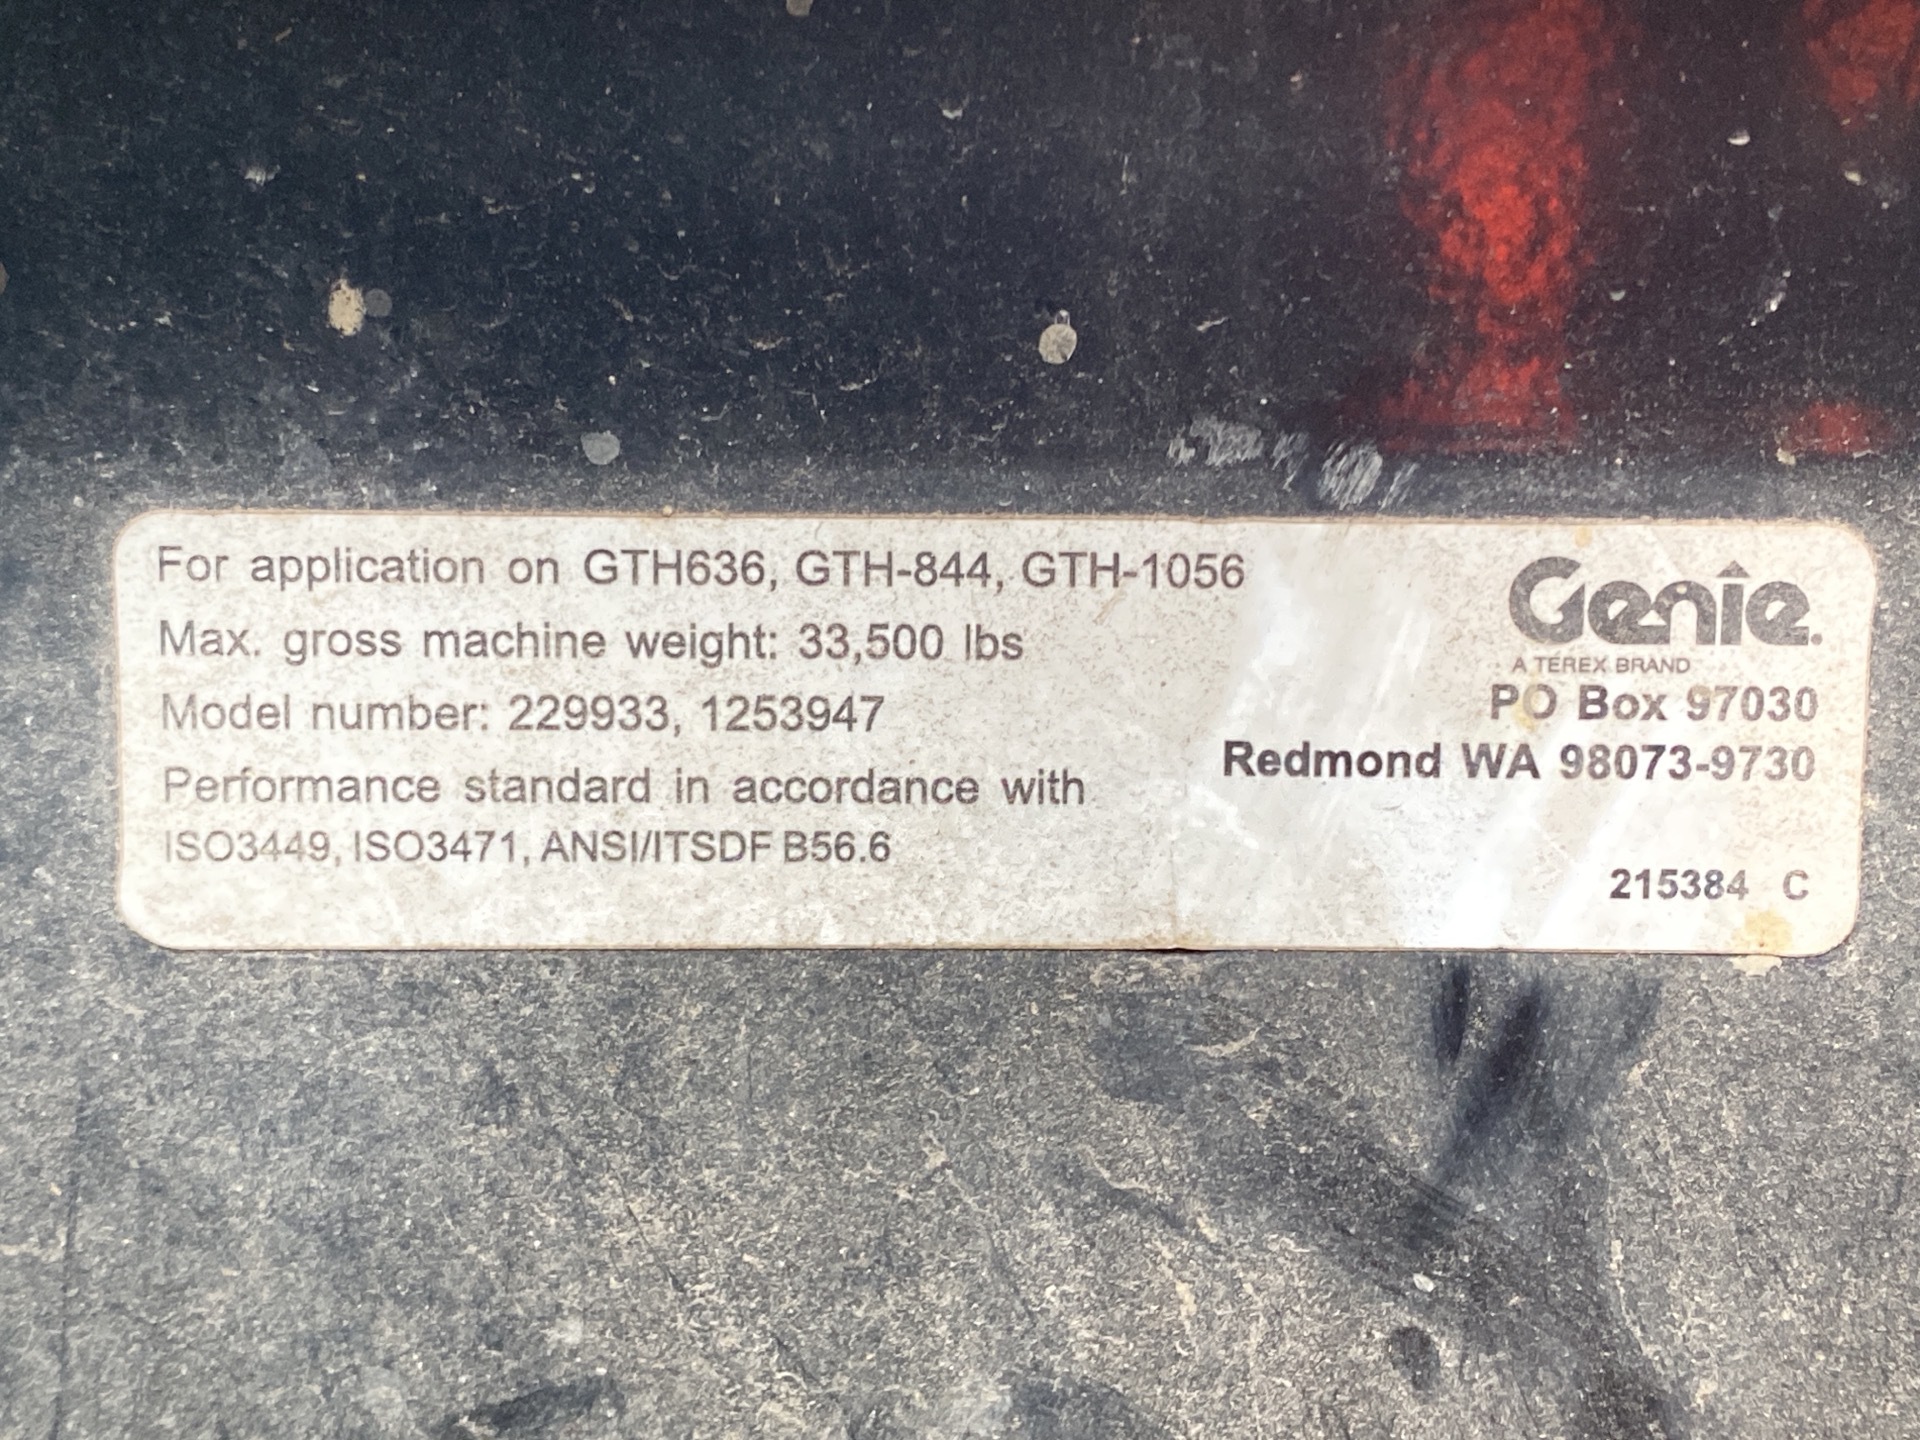 For application on GTH636, GTH-844, GTH-1056
Max. gross machine weight: 33,500 lbs
Model number: 229933, 1253947
Performance standard in accordance with
ISO3449, ISO3471, ANSI/ITSDF B56.6
Genie.
A TEREX BRAND
PO Box 97030
Redmond WA 98073-9730
215384 C